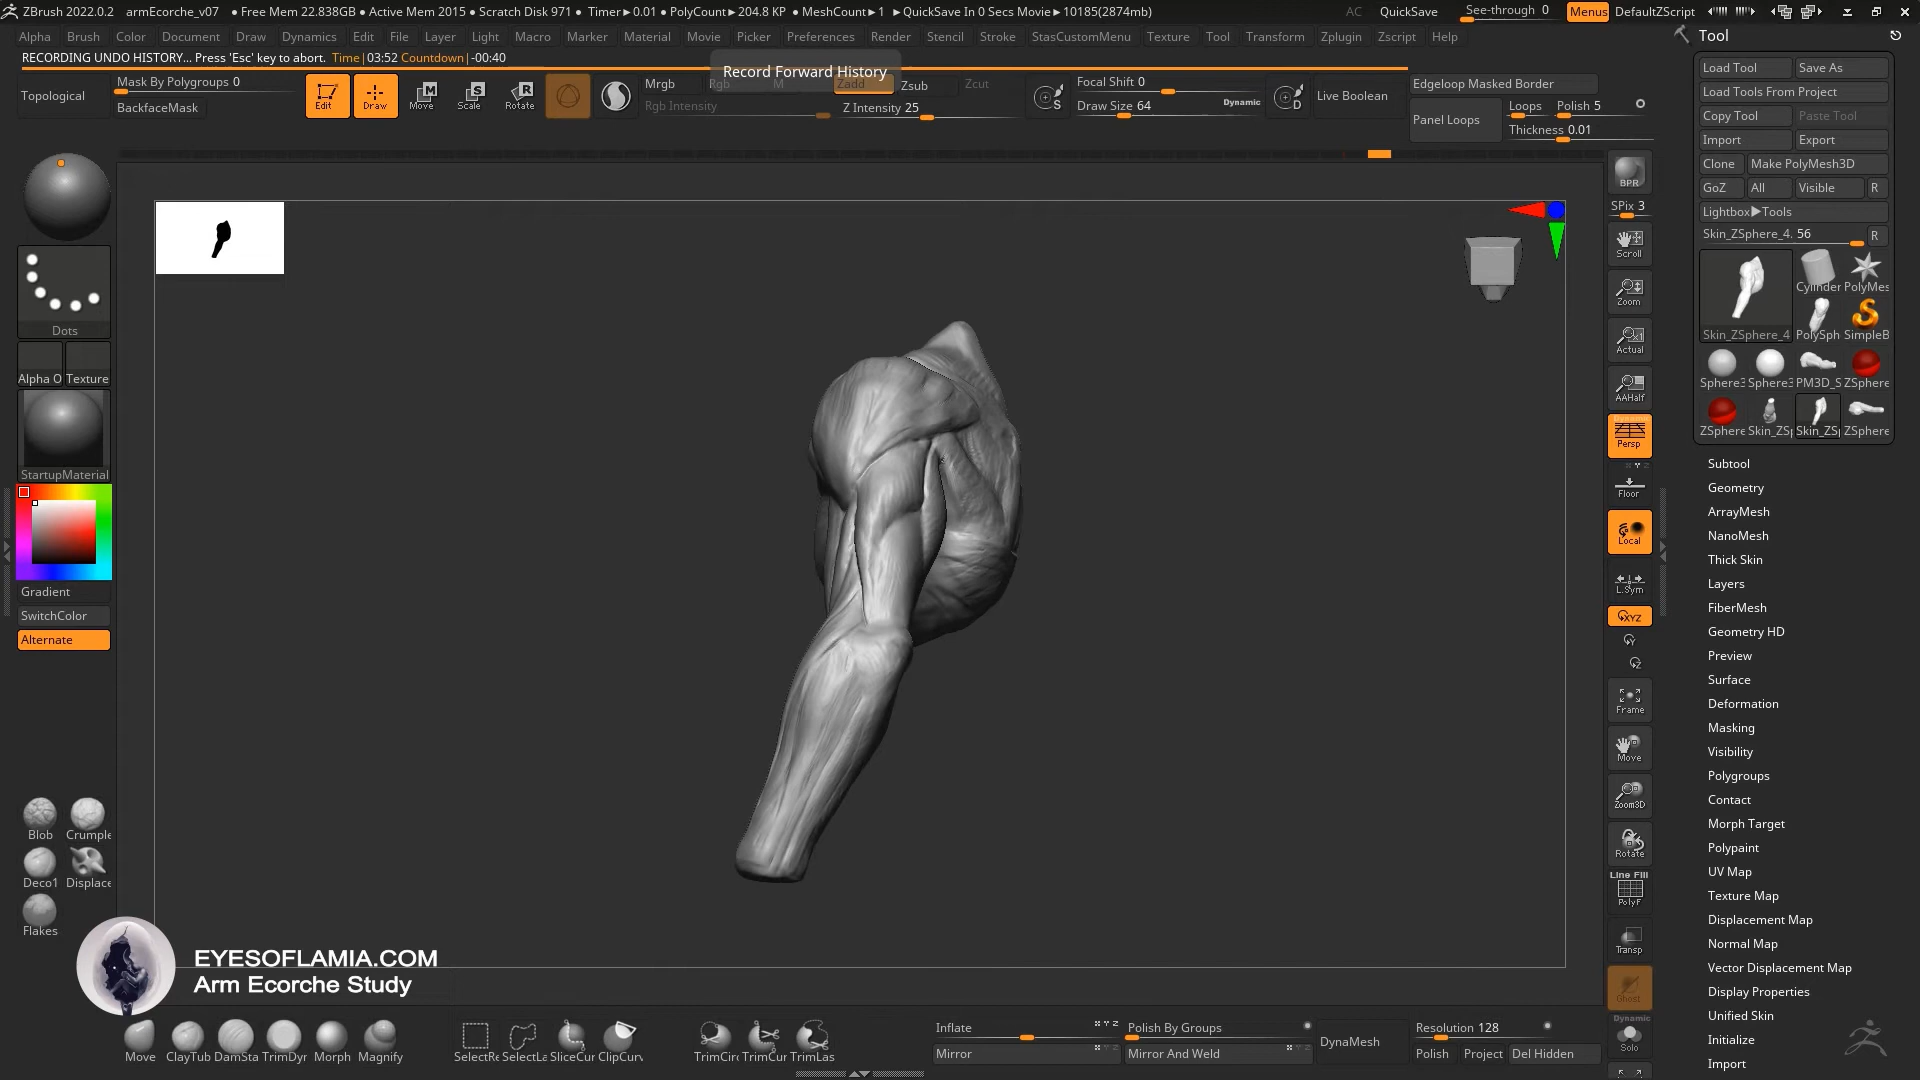 ZBrush 2022.0.2 armEcorche_v07 ● Free Mem 22.838GB ● Active Mem 2015 ● Scratch Disk 971 ● Timer►0.01 ● PolyCount►204.8 KP ● MeshCount►1 ►QuickSave In 0 Secs Movie►10185(2874mb) AC QuickSave See-through 0 Menus DefaultZScript
Alpha Brush Color Document Draw Dynamics Edit File Layer Light Macro Marker Material Movie Picker Preferences Render Stencil Stroke StasCustomMenu Texture Tool Transform Zplugin Zscript Help
RECORDING UNDO HISTORY... Press 'Esc' key to abort. Time|03:52 Countdown|-00:40
Record Forward History
Topological
Mask By Polygroups 0
BackfaceMask
Edit
Draw
Move
Scale
Rotate
Mrgb Rgb M Zadd Zsub Zcut
Rgb Intensity
Z Intensity 25
S
Focal Shift 0
Draw Size 64
Dynamic
D
Live Boolean
Edgeloop Masked Border
Panel Loops
Loops Polish 5
Thickness 0.01
Dots
Alpha O Texture
StartupMaterial
Gradient
SwitchColor
Alternate
Blob Crumple
Deco1 Displace
Flakes
EYESOFLAMIA.COM
Arm Ecorche Study
Move ClayTub DamSta TrimDyr Morph Magnify
SelectRe SelectLa SliceCur ClipCurv
TrimCirc TrimCur TrimLas
Inflate
Mirror
Polish By Groups
Mirror And Weld
DynaMesh
Resolution 128
Polish Project Del Hidden
BPR
SPix 3
Scroll
Zoom
Actual
AAHalf
Dynamic
Persp
Floor
Local
L.Sym
XYZ
Y
Z
Frame
Move
Zoom3D
Rotate
Line Fill
PolyF
Transp
Ghost
Dynamic
Solo
Tool
Load Tool Save As
Load Tools From Project
Copy Tool Paste Tool
Import Export
Clone Make PolyMesh3D
GoZ All Visible R
Lightbox▶Tools
Skin_ZSphere_4. 56 R
Skin_ZSphere_4
Cylinder PolyMes
PolySph SimpleB
Sphere3 Sphere3 PM3D_S ZSphere
ZSphere Skin_ZSp Skin_ZSp ZSphere
Subtool
Geometry
ArrayMesh
NanoMesh
Thick Skin
Layers
FiberMesh
Geometry HD
Preview
Surface
Deformation
Masking
Visibility
Polygroups
Contact
Morph Target
Polypaint
UV Map
Texture Map
Displacement Map
Normal Map
Vector Displacement Map
Display Properties
Unified Skin
Initialize
Import